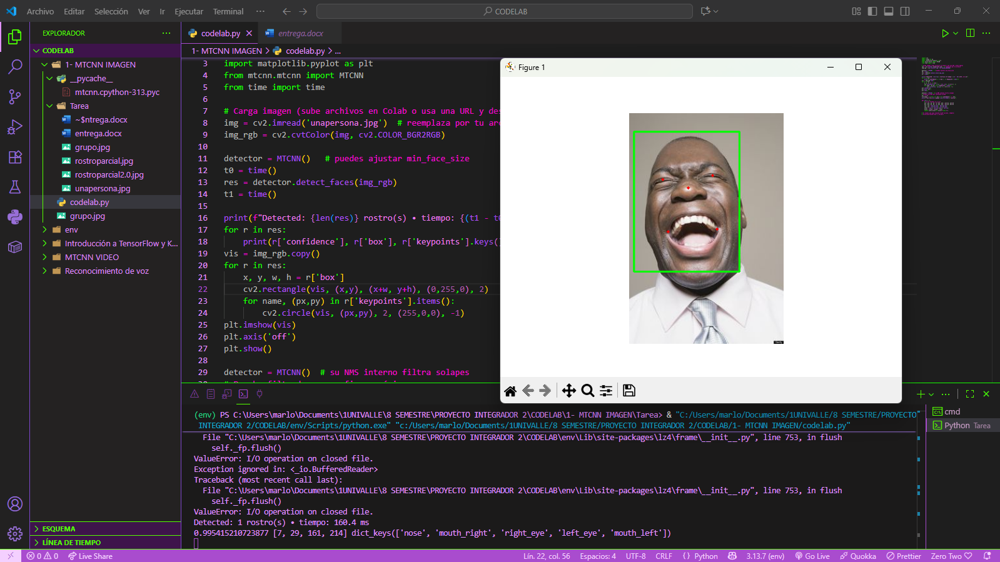 Archivo Editar Selección Ver Ir Ejecutar Terminal ··· CODELAB
EXPLORADOR ···
CODELAB
1- MTCNN IMAGEN
__pycache__
mtcnn.cpython-313.pyc
Tarea
~$ntrega.docx
entrega.docx
grupo.jpg
rostroparcial.jpg
rostroparcial2.0.jpg
unapersona.jpg
codelab.py
grupo.jpg
env
Introducción a TensorFlow y K...
MTCNN VIDEO
Reconocimiento de voz
ESQUEMA
LÍNEA DE TIEMPO
codelab.py entrega.docx
1- MTCNN IMAGEN > codelab.py > ...
3 import matplotlib.pyplot as plt
4 from mtcnn.mtcnn import MTCNN
5 from time import time
6
7 # Carga imagen (sube archivos en Colab o usa una URL y des
8 img = cv2.imread('unapersona.jpg')  # reemplaza por tu ar
9 img_rgb = cv2.cvtColor(img, cv2.COLOR_BGR2RGB)
10
11 detector = MTCNN()   # puedes ajustar min_face_size
12 t0 = time()
13 res = detector.detect_faces(img_rgb)
14 t1 = time()
15
16 print(f"Detected: {len(res)} rostro(s) • tiempo: {(t1 - t0
17 for r in res:
18     print(r['confidence'], r['box'], r['keypoints'].keys()
19 vis = img_rgb.copy()
20 for r in res:
21     x, y, w, h = r['box']
22     cv2.rectangle(vis, (x,y), (x+w, y+h), (0,255,0), 2)
23     for name, (px,py) in r['keypoints'].items():
24         cv2.circle(vis, (px,py), 2, (255,0,0), -1)
25 plt.imshow(vis)
26 plt.axis('off')
27 plt.show()
28
29 detector = MTCNN()  # su NMS interno filtra solapes
Figure 1
(env) PS C:\Users\marlo\Documents\1UNIVALLE\8 SEMESTRE\PROYECTO INTEGRADOR 2\CODELAB\1- MTCNN IMAGEN\Tarea> & "C:/Users/marlo/Documents/1UNIVALLE/8 SEMESTRE/PROYECTO
INTEGRADOR 2/CODELAB/env/Scripts/python.exe" "c:/Users/marlo/Documents/1UNIVALLE/8 SEMESTRE/PROYECTO INTEGRADOR 2/CODELAB/1- MTCNN IMAGEN/codelab.py"
File "C:\Users\marlo\Documents\1UNIVALLE\8 SEMESTRE\PROYECTO INTEGRADOR 2\CODELAB\env\Lib\site-packages\lz4\frame\__init__.py", line 753, in flush
self._fp.flush()
ValueError: I/O operation on closed file.
Exception ignored in: <_io.BufferedReader>
Traceback (most recent call last):
File "C:\Users\marlo\Documents\1UNIVALLE\8 SEMESTRE\PROYECTO INTEGRADOR 2\CODELAB\env\Lib\site-packages\lz4\frame\__init__.py", line 753, in flush
self._fp.flush()
ValueError: I/O operation on closed file.
Detected: 1 rostro(s) • tiempo: 160.4 ms
0.995415210723877 [7, 29, 161, 214] dict_keys(['nose', 'mouth_right', 'right_eye', 'left_eye', 'mouth_left'])
cmd
Python Tarea
0 0 Live Share Lín. 22, col. 56 Espacios: 4 UTF-8 CRLF {} Python 3.13.7 (env) Go Live Quokka Prettier Zero Two